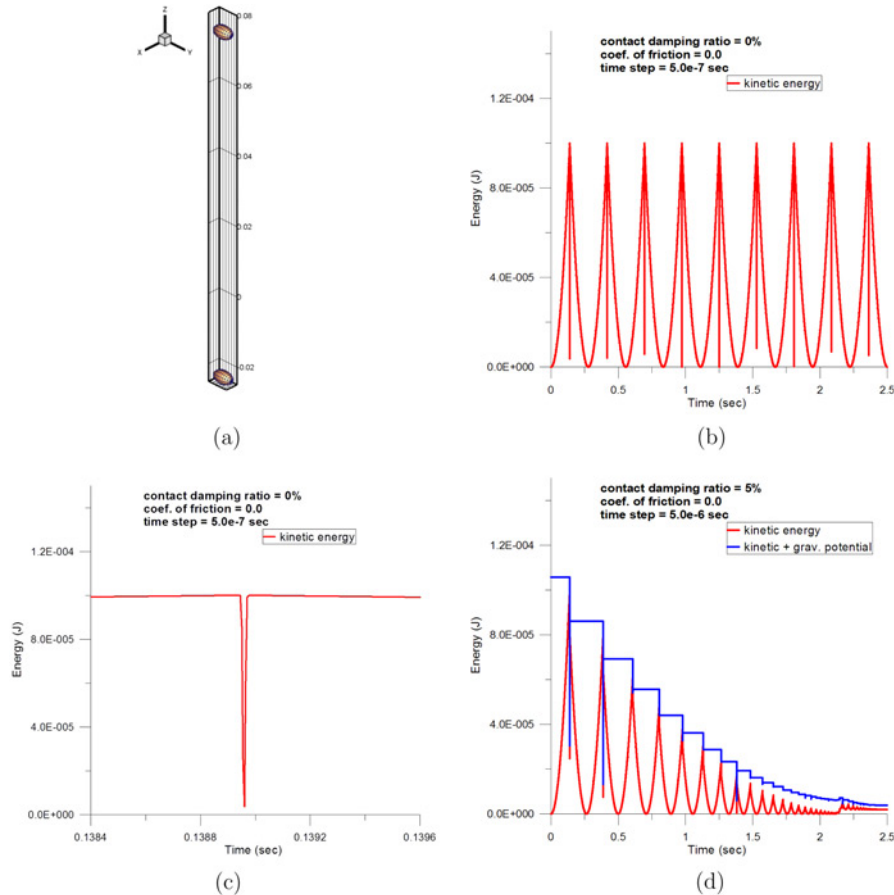 Z
X
Y
0.08
0.06
0.04
0.02
0
-0.02
(a)
contact damping ratio = 0%
coef. of friction = 0.0
time step = 5.0e-7 sec
kinetic energy
1.2E-004
8.0E-005
4.0E-005
0.0E+000
Energy (J)
0 0.5 1 1.5 2 2.5
Time (sec)
(b)
contact damping ratio = 0%
coef. of friction = 0.0
time step = 5.0e-7 sec
kinetic energy
1.2E-004
8.0E-005
4.0E-005
0.0E+000
Energy (J)
0.1384 0.1388 0.1392 0.1396
Time (sec)
(c)
contact damping ratio = 5%
coef. of friction = 0.0
time step = 5.0e-6 sec
kinetic energy
kinetic + grav. potential
1.2E-004
8.0E-005
4.0E-005
0.0E+000
Energy (J)
0 0.5 1 1.5 2 2.5
Time (sec)
(d)